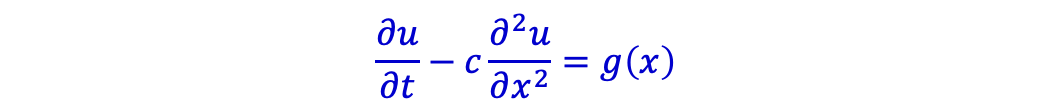 ∂u/∂t − c ∂²u/∂x² = g(x)